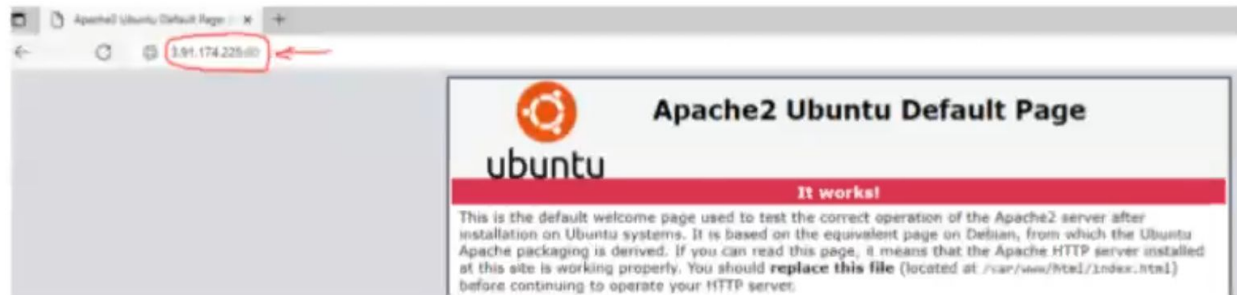 Apache2 Ubuntu Default Page
3.91.174.225:80
Apache2 Ubuntu Default Page
ubuntu
It works!
This is the default welcome page used to test the correct operation of the Apache2 server after
installation on Ubuntu systems. It is based on the equivalent page on Debian, from which the Ubuntu
Apache packaging is derived. If you can read this page, it means that the Apache HTTP server installed
at this site is working properly. You should replace this file (located at /var/www/html/index.html)
before continuing to operate your HTTP server.